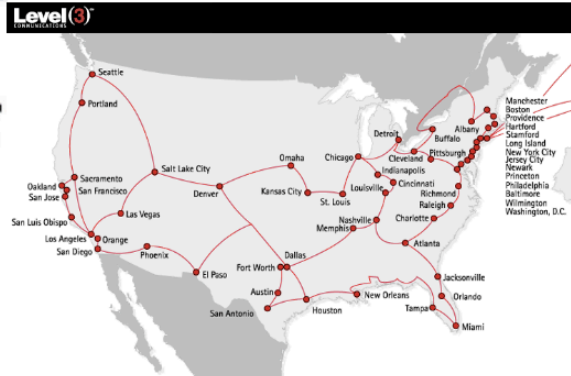 Level(3)™
COMMUNICATIONS
Seattle
Portland
Manchester
Boston
Providence
Hartford
Stamford
Long Island
New York City
Jersey City
Newark
Princeton
Philadelphia
Baltimore
Wilmington
Washington, D.C.
Albany
Buffalo
Detroit
Cleveland
Pittsburgh
Chicago
Omaha
Indianapolis
Salt Lake City
Sacramento
Oakland
San Francisco
San Jose
Denver
Kansas City
St. Louis
Louisville
Cincinnati
Richmond
Raleigh
Las Vegas
San Luis Obispo
Nashville
Memphis
Charlotte
Los Angeles
Orange
San Diego
Phoenix
Atlanta
El Paso
Fort Worth
Dallas
Jacksonville
Austin
New Orleans
Orlando
San Antonio
Houston
Tampa
Miami